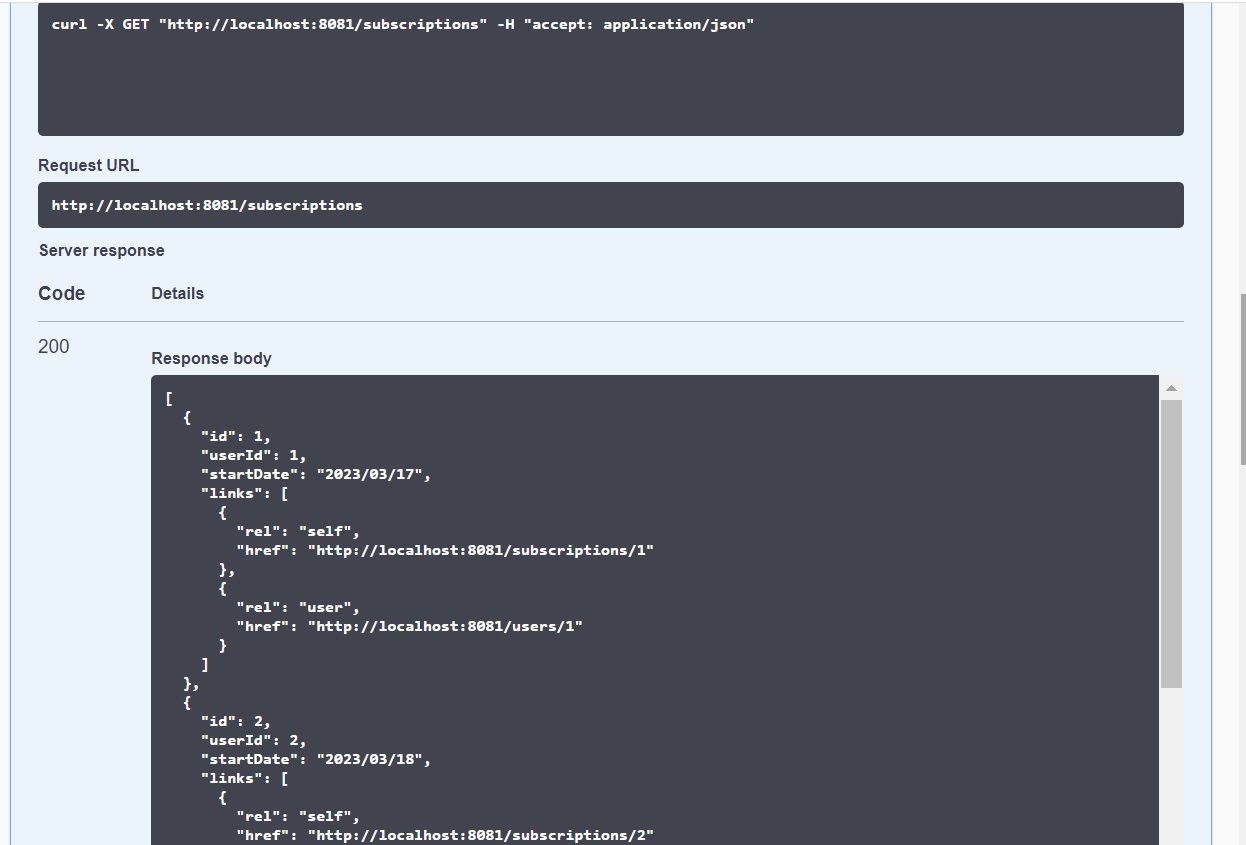 curl -X GET "http://localhost:8081/subscriptions" -H "accept: application/json"
Request URL
http://localhost:8081/subscriptions
Server response
Code Details
200
Response body
[
  {
    "id": 1,
    "userId": 1,
    "startDate": "2023/03/17",
    "links": [
      {
        "rel": "self",
        "href": "http://localhost:8081/subscriptions/1"
      },
      {
        "rel": "user",
        "href": "http://localhost:8081/users/1"
      }
    ]
  },
  {
    "id": 2,
    "userId": 2,
    "startDate": "2023/03/18",
    "links": [
      {
        "rel": "self",
        "href": "http://localhost:8081/subscriptions/2"